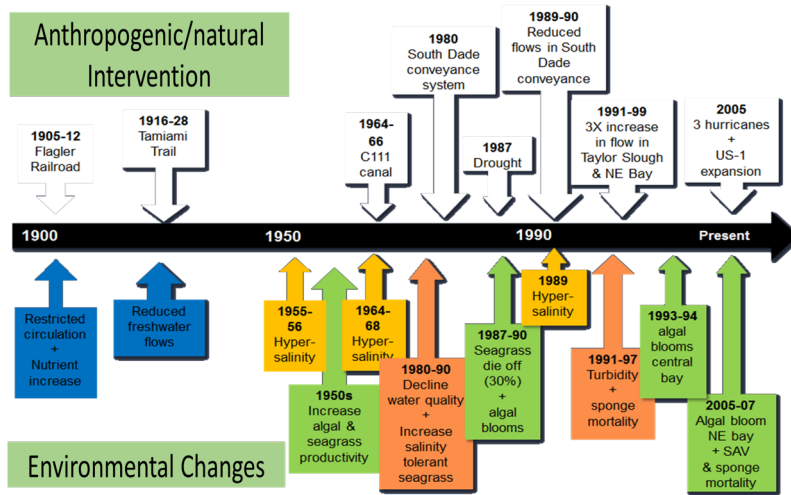 Anthropogenic/natural
Intervention
1905-12
Flagler
Railroad
1916-28
Tamiami
Trail
1964-
66
C111
canal
1980
South Dade
conveyance
system
1987
Drought
1989-90
Reduced
flows in South
Dade
conveyance
1991-99
3X increase
in flow in
Taylor Slough
& NE Bay
2005
3 hurricanes
+
US-1
expansion
1900
1950
1990
Present
Restricted
circulation
+
Nutrient
increase
Reduced
freshwater
flows
1955-
56
Hyper-
salinity
1950s
Increase
algal &
seagrass
productivity
1964-
68
Hyper-
salinity
1980-90
Decline
water quality
+
Increase
salinity
tolerant
seagrass
1987-90
Seagrass
die off
(30%)
+
algal
blooms
1989
Hyper-
salinity
1991-97
Turbidity
+
sponge
mortality
1993-94
algal
blooms
central
bay
2005-07
Algal bloom
NE bay
+ SAV
& sponge
mortality
Environmental Changes